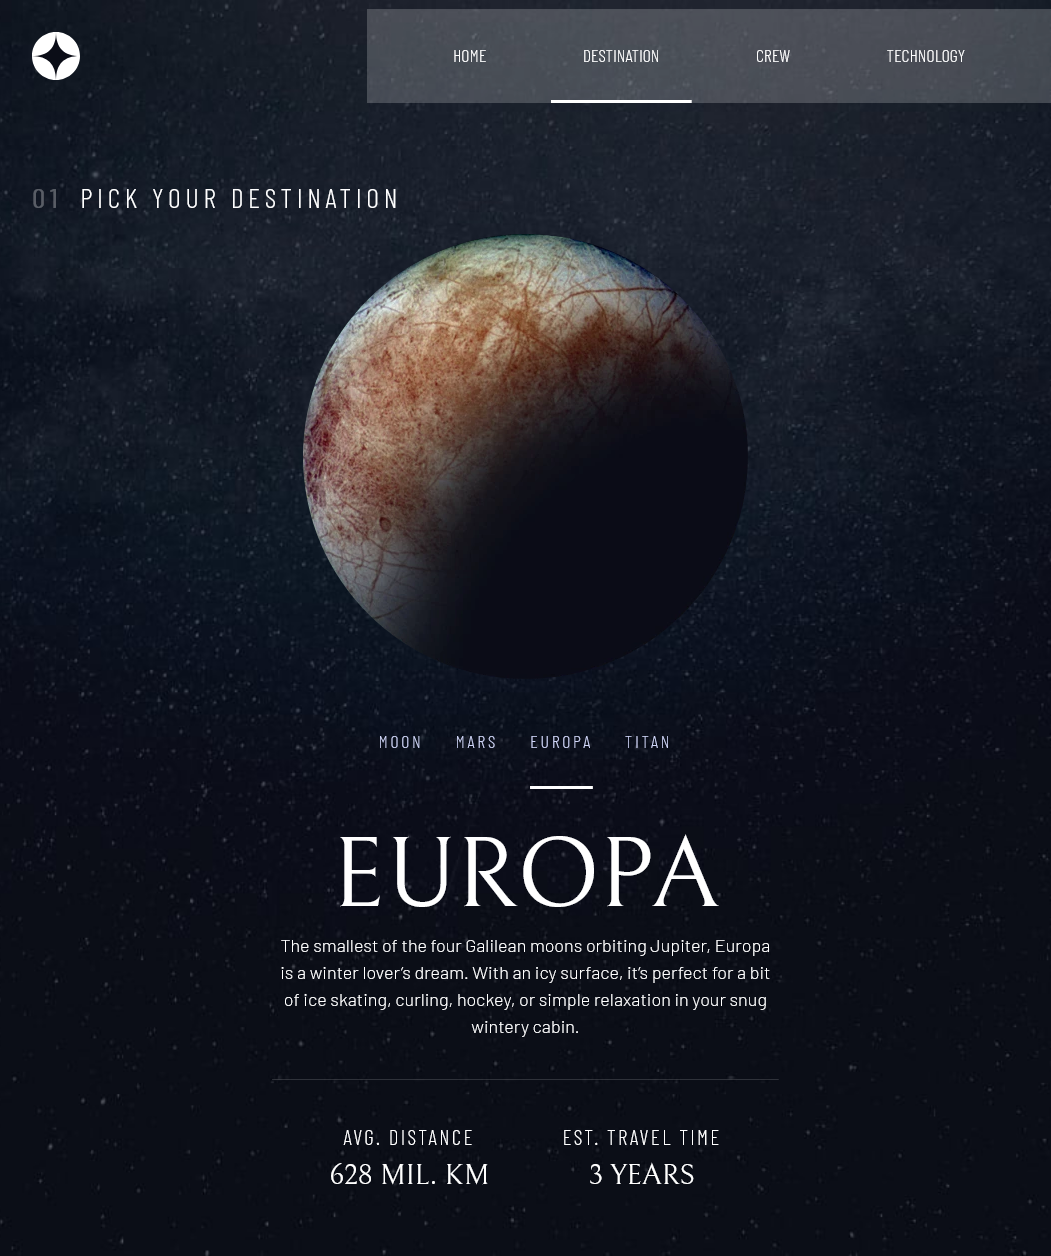 HOME DESTINATION CREW TECHNOLOGY
01 PICK YOUR DESTINATION
MOON MARS EUROPA TITAN
EUROPA
The smallest of the four Galilean moons orbiting Jupiter, Europa
is a winter lover’s dream. With an icy surface, it’s perfect for a bit
of ice skating, curling, hockey, or simple relaxation in your snug
wintery cabin.
AVG. DISTANCE
628 MIL. KM
EST. TRAVEL TIME
3 YEARS